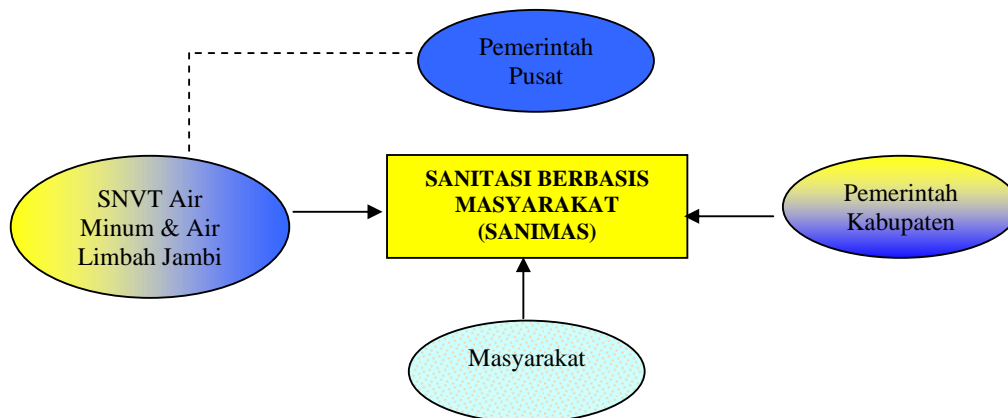 Pemerintah
Pusat
SNVT Air
Minum & Air
Limbah Jambi
SANITASI BERBASIS
MASYARAKAT
(SANIMAS)
Pemerintah
Kabupaten
Masyarakat